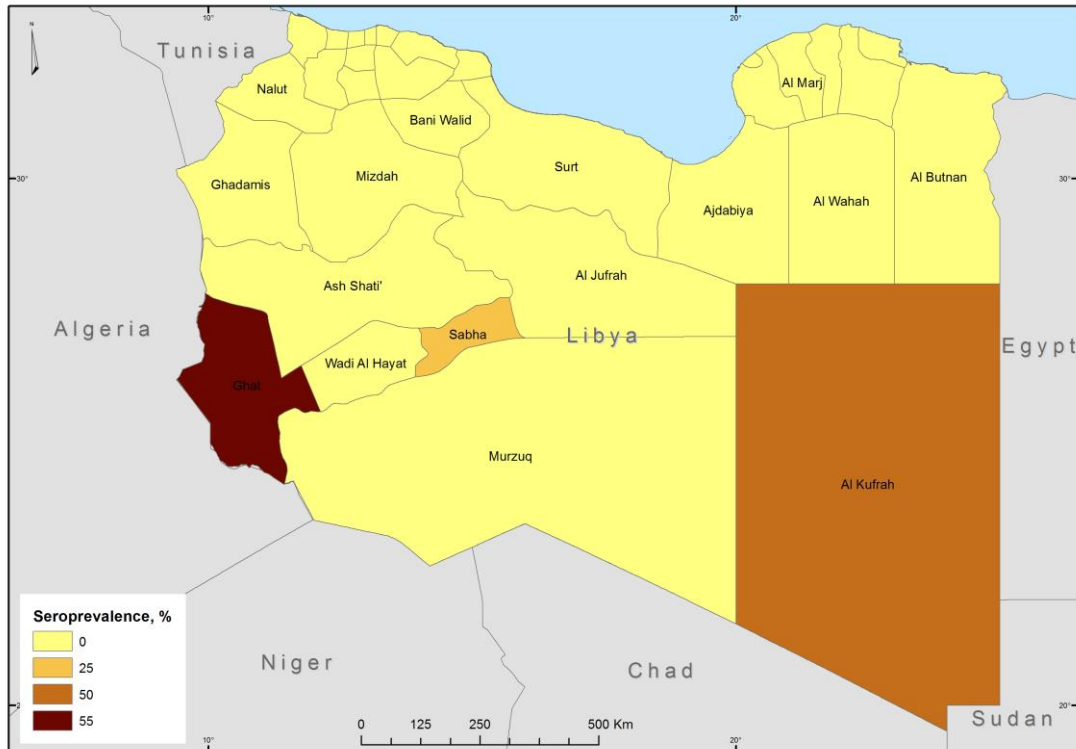 10°
20°
N
Tunisia
Nalut
Al Marj
Bani Walid
30°
Ghadamis
Mizdah
Surt
Ajdabiya
Al Wahah
Al Butnan
30°
Ash Shati'
Al Jufrah
Algeria
Sabha
Libya
Egypt
Wadi Al Hayat
Ghat
Murzuq
Al Kufrah
Seroprevalence, %
0
25
50
55
Niger
Chad
Sudan
0 125 250 500 Km
20°
10°
20°